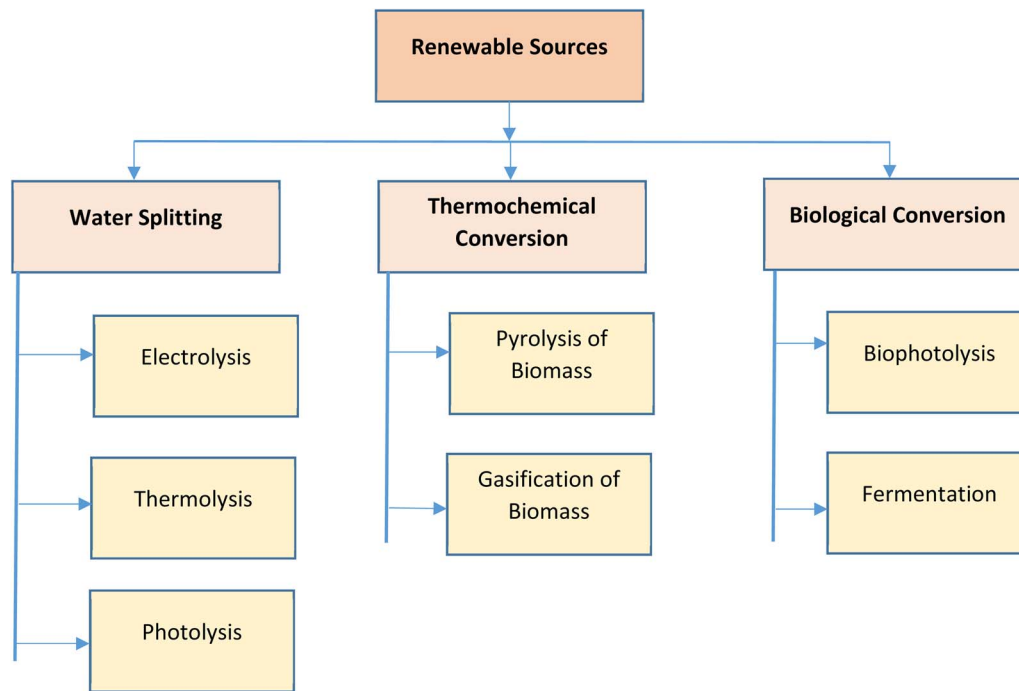 Renewable Sources
Water Splitting
Thermochemical
Conversion
Biological Conversion
Electrolysis
Pyrolysis of
Biomass
Biophotolysis
Thermolysis
Gasification of
Biomass
Fermentation
Photolysis